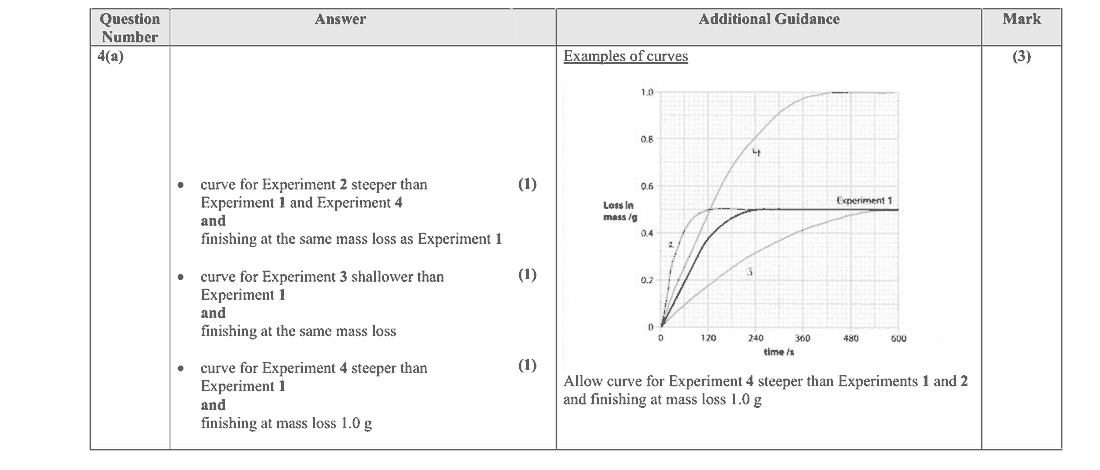 Question Number
Answer
Additional Guidance
Mark
4(a)
• curve for Experiment 2 steeper than (1)
Experiment 1 and Experiment 4
and
finishing at the same mass loss as Experiment 1
• curve for Experiment 3 shallower than (1)
Experiment 1
and
finishing at the same mass loss
• curve for Experiment 4 steeper than (1)
Experiment 1
and
finishing at mass loss 1.0 g
Examples of curves
1.0
0.8
0.6
0.4
0.2
0
Loss in
mass /g
4
Experiment 1
2
3
0 120 240 360 480 600
time /s
Allow curve for Experiment 4 steeper than Experiments 1 and 2
and finishing at mass loss 1.0 g
(3)